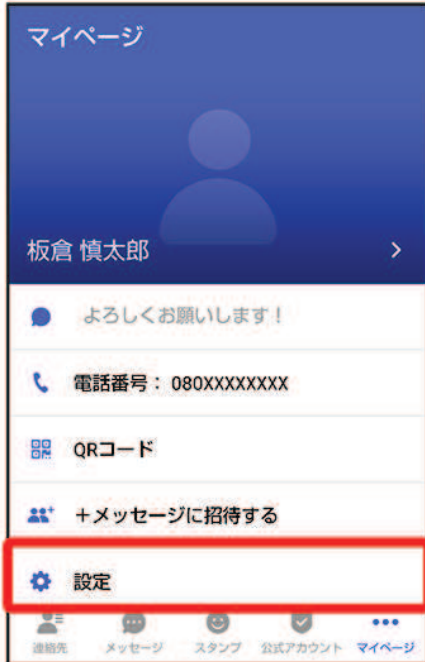 マイページ
板倉 慎太郎
よろしくお願いします！
電話番号： 080XXXXXXXX
QRコード
＋メッセージに招待する
設定
連絡先 メッセージ スタンプ 公式アカウント マイページ